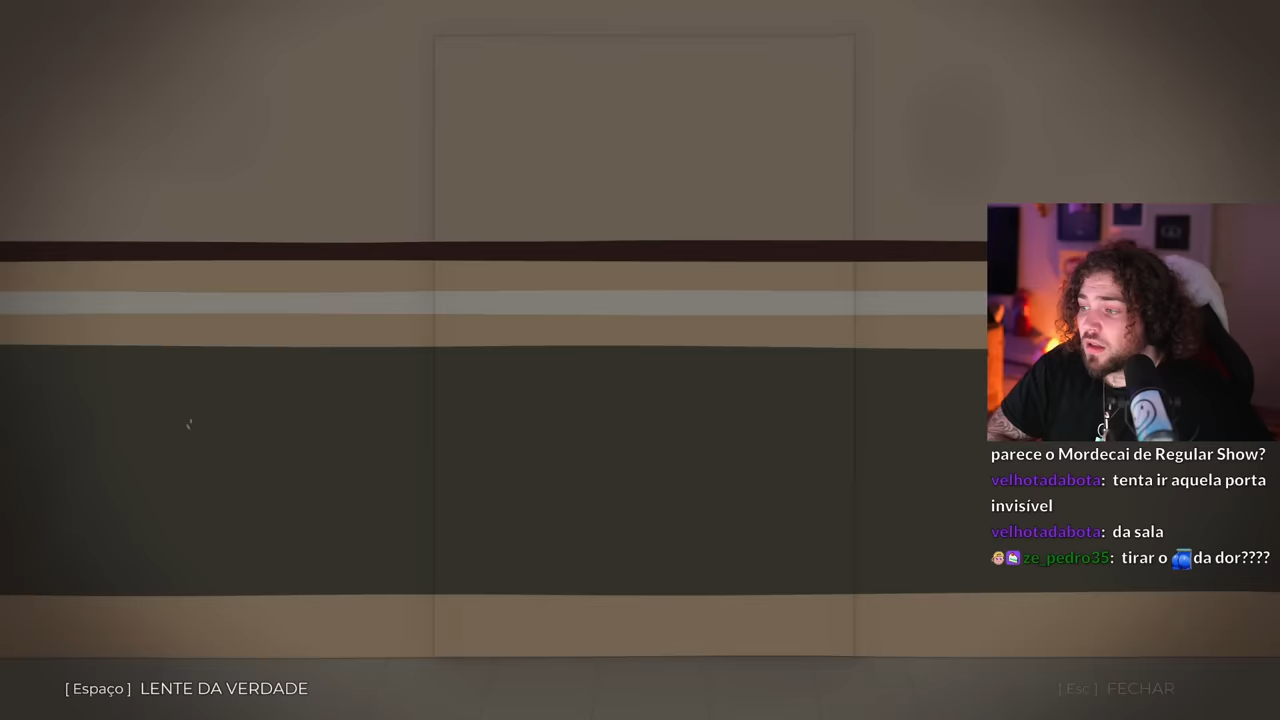 parece o Mordecai de Regular Show?
velhotadabota: tenta ir aquela porta
invisível
velhotadabota: da sala
ze_pedro35: tirar o da dor????
[ Espaço ] LENTE DA VERDADE
[ Esc ] FECHAR